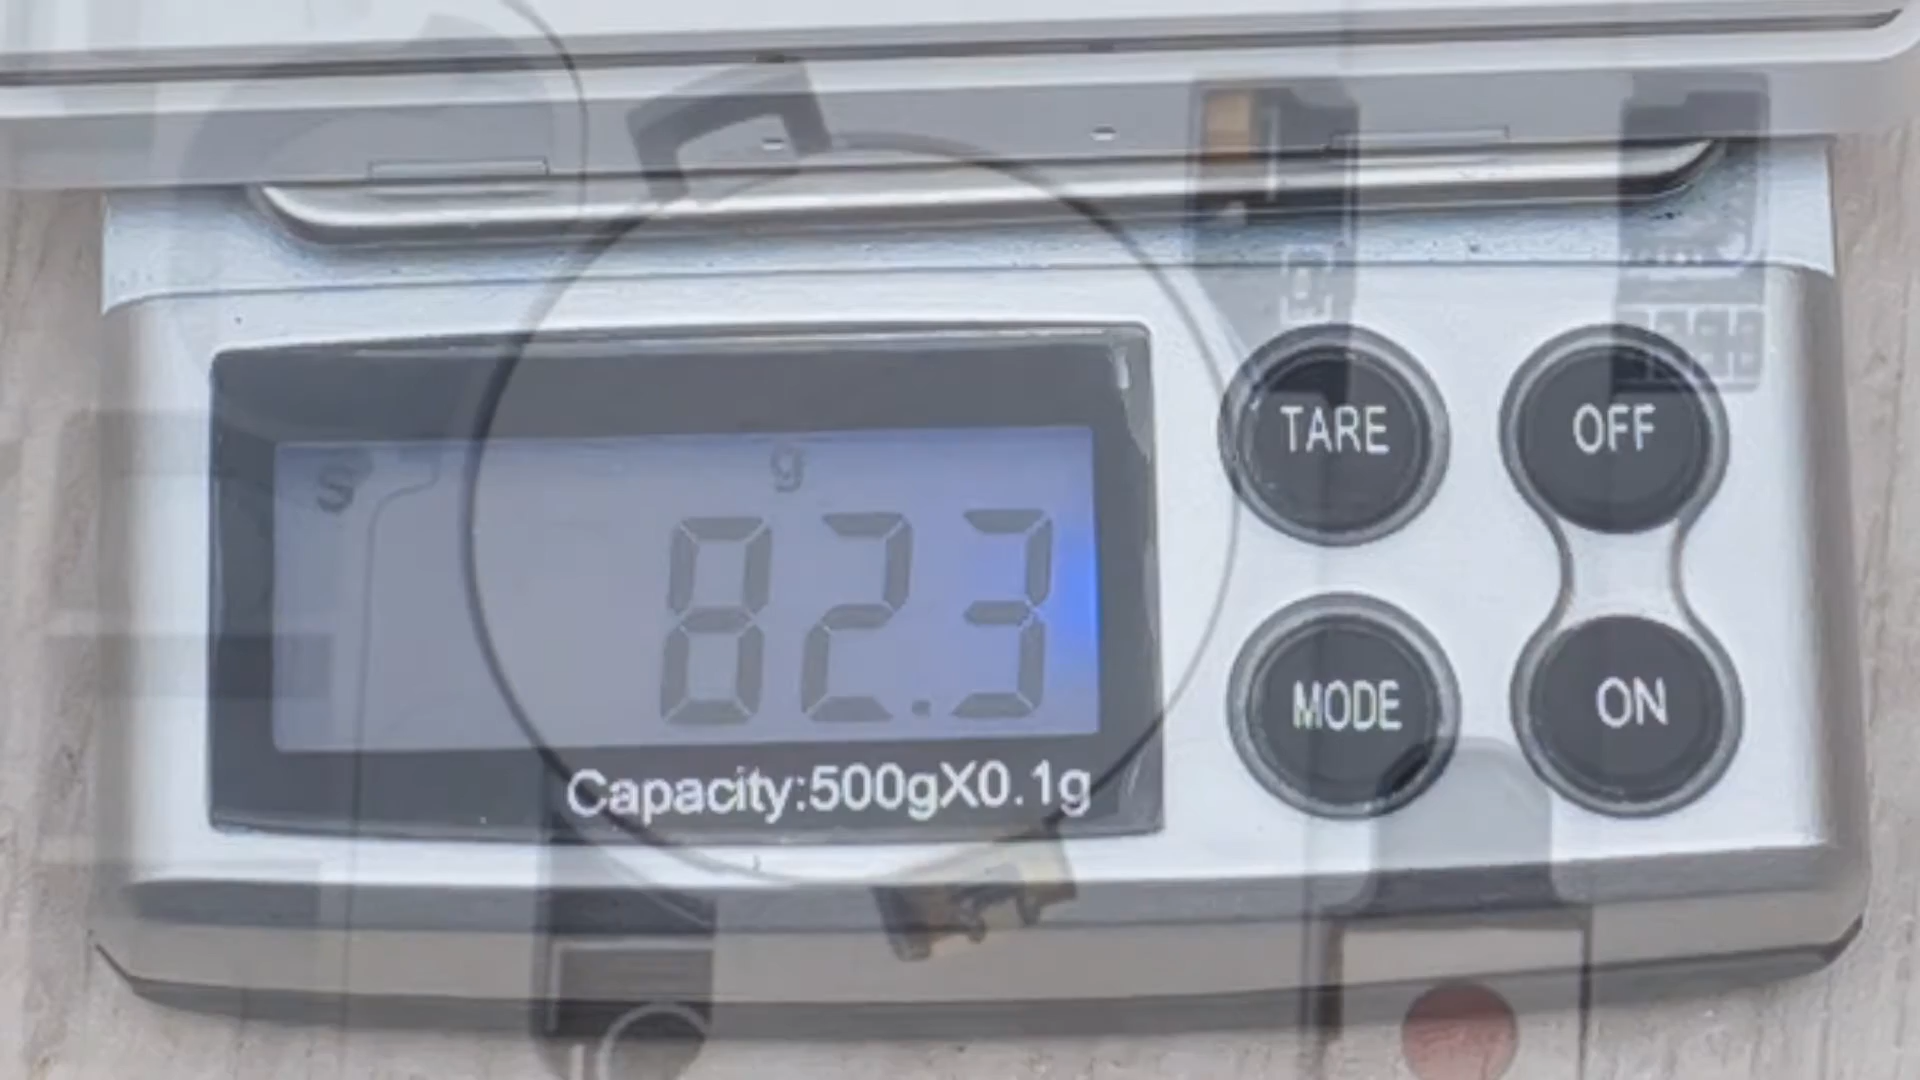 S
g
82.3
Capacity:500gX0.1g
TARE
OFF
MODE
ON